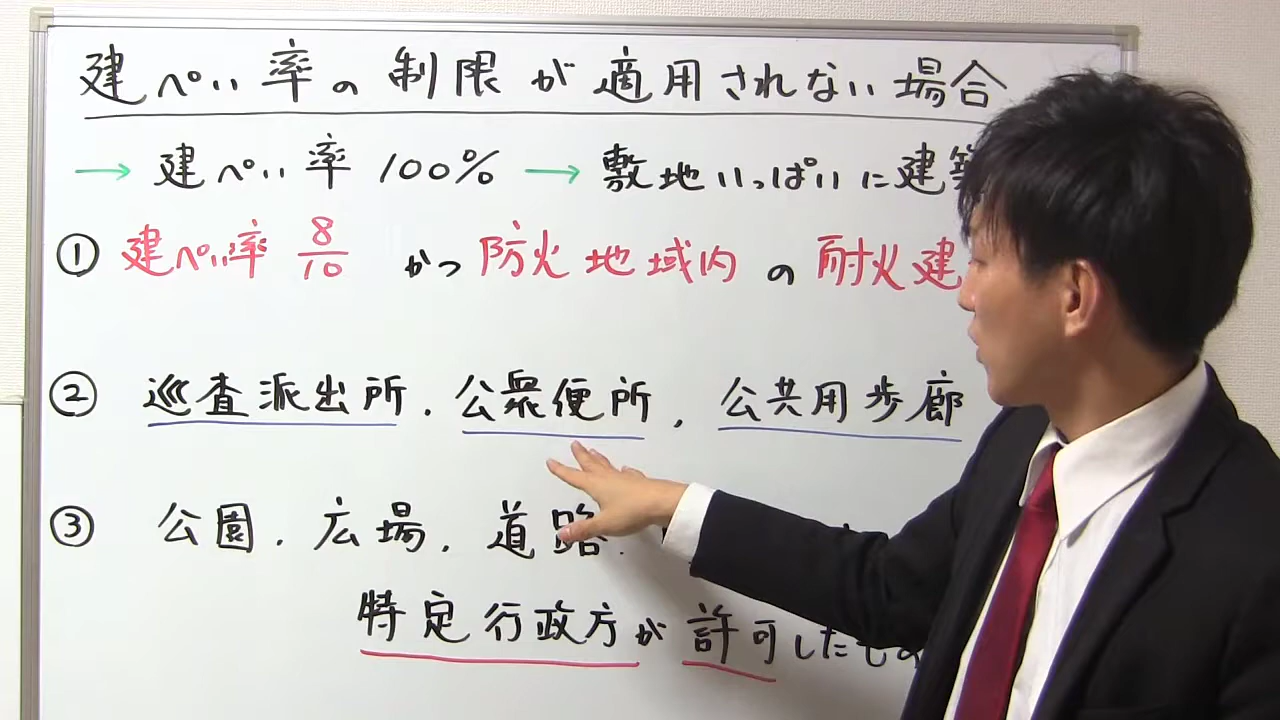 建ぺい率の制限が適用されない場合
→ 建ぺい率 100% → 敷地いっぱいに建築
① 建ぺい率 8/10 かつ 防火地域内 の 耐火建
② 巡査派出所、公衆便所、公共用歩廊
③ 公園、広場、道路、
特定行政方が許可したもの